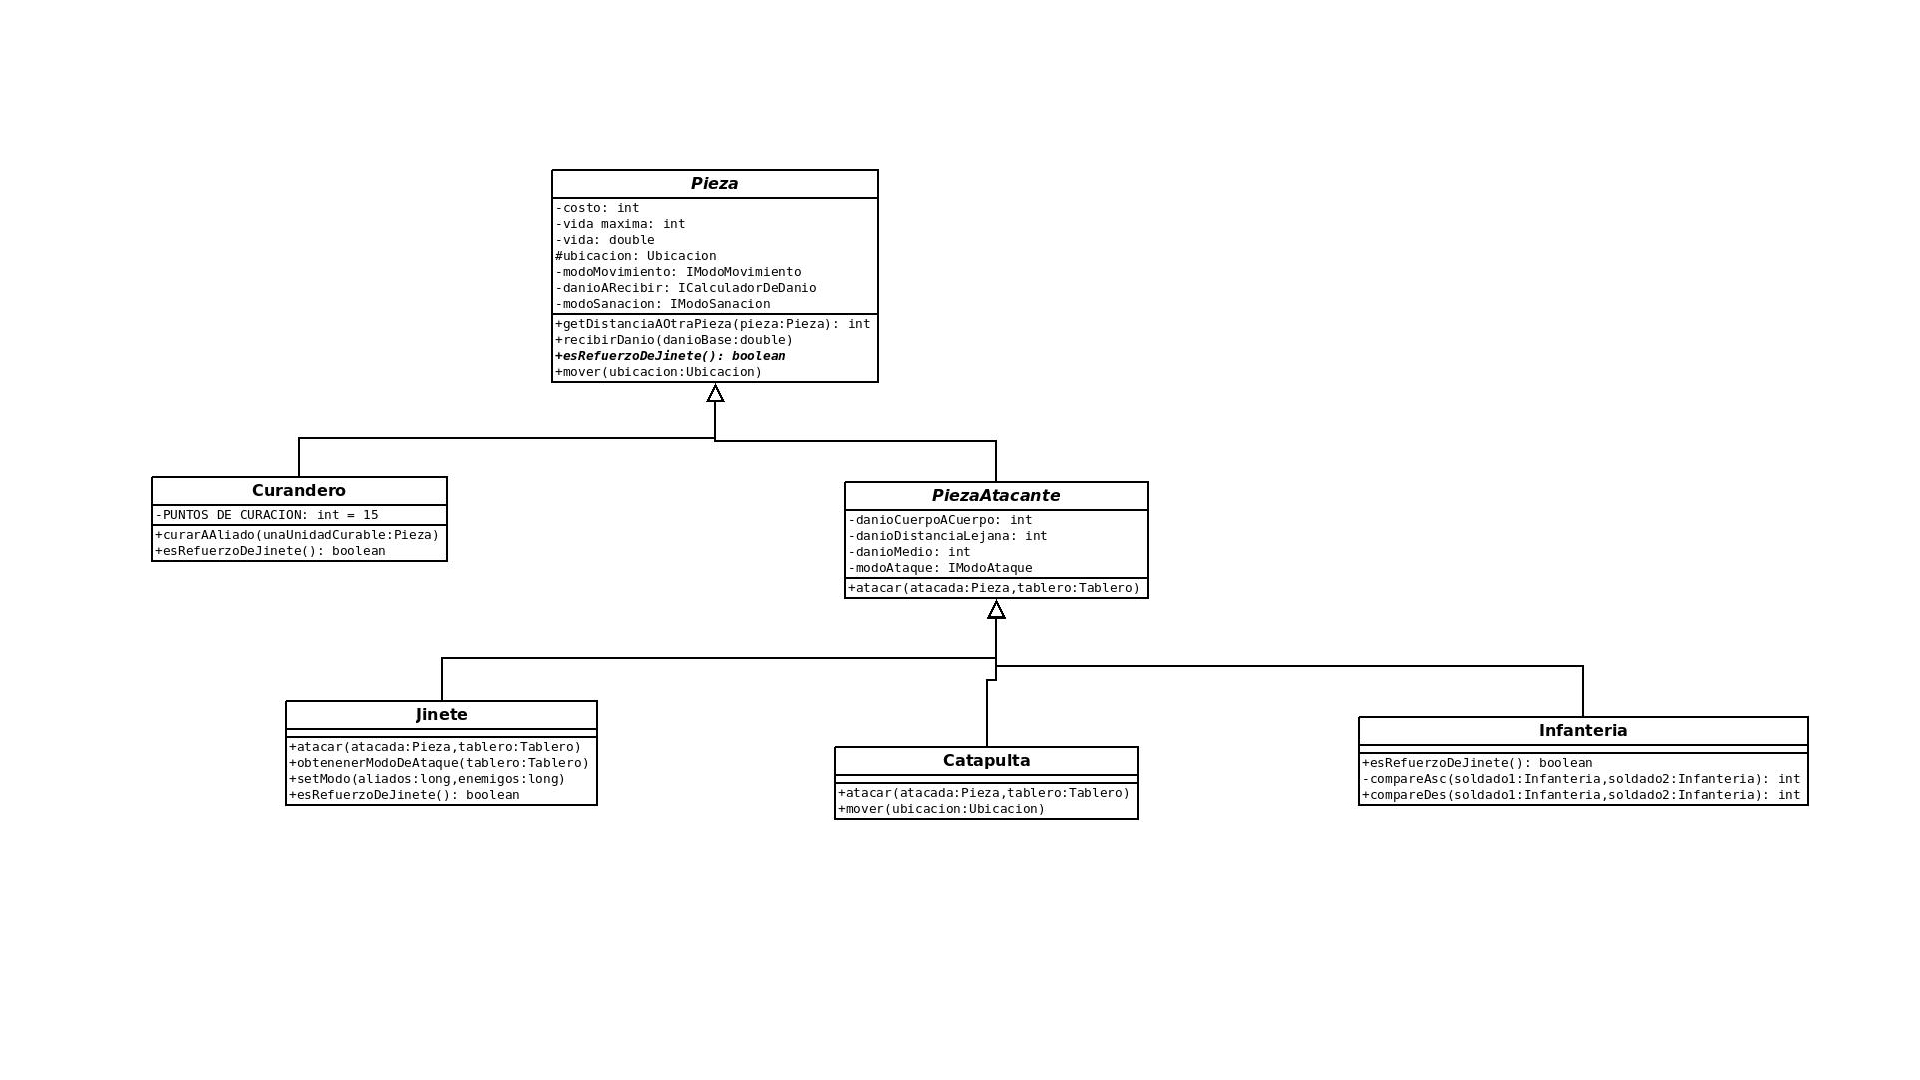 Pieza
-costo: int
-vida maxima: int
-vida: double
#ubicacion: Ubicacion
-modoMovimiento: IModoMovimiento
-danioARecibir: ICalculadorDeDanio
-modoSanacion: IModoSanacion
+getDistanciaAOtraPieza(pieza:Pieza): int
+recibirDanio(danioBase:double)
+esRefuerzoDeJinete(): boolean
+mover(ubicacion:Ubicacion)
Curandero
-PUNTOS DE CURACION: int = 15
+curarAAliado(unaUnidadCurable:Pieza)
+esRefuerzoDeJinete(): boolean
PiezaAtacante
-danioCuerpoACuerpo: int
-danioDistanciaLejana: int
-danioMedio: int
-modoAtaque: IModoAtaque
+atacar(atacada:Pieza,tablero:Tablero)
Jinete
+atacar(atacada:Pieza,tablero:Tablero)
+obtenenerModoDeAtaque(tablero:Tablero)
+setModo(aliados:long,enemigos:long)
+esRefuerzoDeJinete(): boolean
Catapulta
+atacar(atacada:Pieza,tablero:Tablero)
+mover(ubicacion:Ubicacion)
Infanteria
+esRefuerzoDeJinete(): boolean
-compareAsc(soldado1:Infanteria,soldado2:Infanteria): int
+compareDes(soldado1:Infanteria,soldado2:Infanteria): int